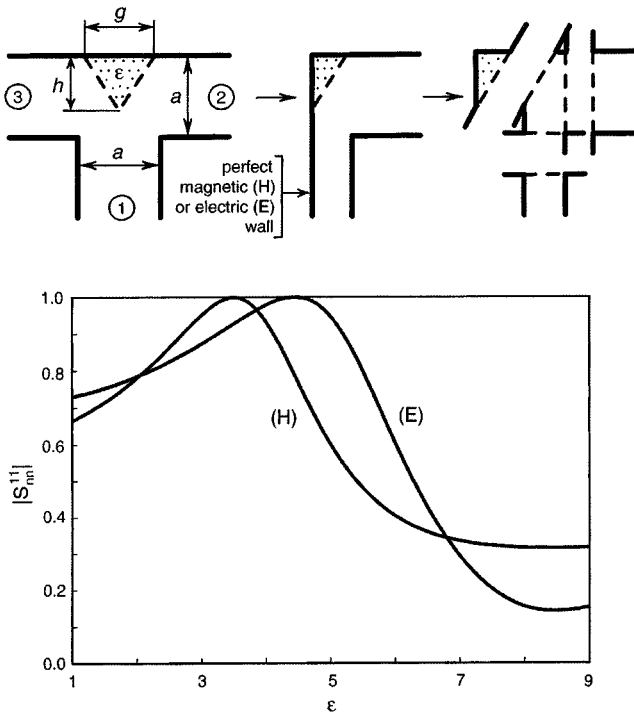 g
h
ε
a
③
②
a
①
perfect
magnetic (H)
or electric (E)
wall
1.0
0.8
0.6
0.4
0.2
0.0
|S¹¹ₙₙ|
(H)
(E)
1
3
5
7
9
ε